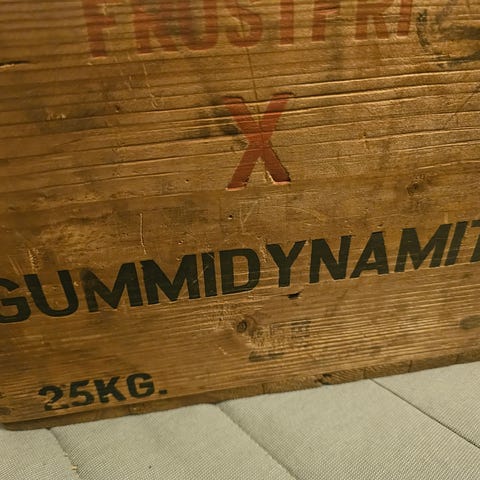 FROSTFRI
X
GUMMIDYNAMIT
25KG.